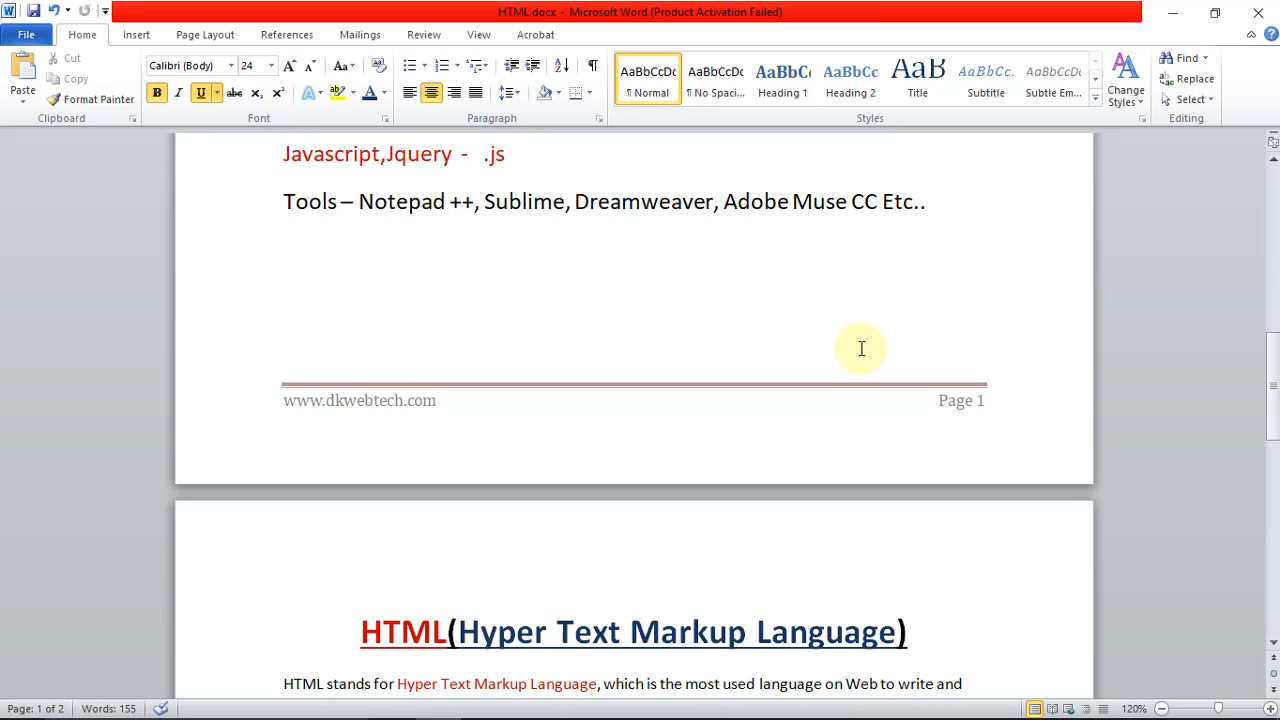 HTML.docx - Microsoft Word (Product Activation Failed)
File Home Insert Page Layout References Mailings Review View Acrobat
Paste
Cut
Copy
Format Painter
Clipboard
Calibri (Body) 24
Font
Paragraph
AaBbCcDc AaBbCcDc AaBbC AaBbCc AaB AaBbCc. AaBbCcDc
¶ Normal ¶ No Spaci... Heading 1 Heading 2 Title Subtitle Subtle Em...
Change Styles
Styles
Find
Replace
Select
Editing
Javascript,Jquery - .js
Tools – Notepad ++, Sublime, Dreamweaver, Adobe Muse CC Etc..
www.dkwebtech.com Page 1
HTML(Hyper Text Markup Language)
HTML stands for Hyper Text Markup Language, which is the most used language on Web to write and
Page: 1 of 2 Words: 155 120%